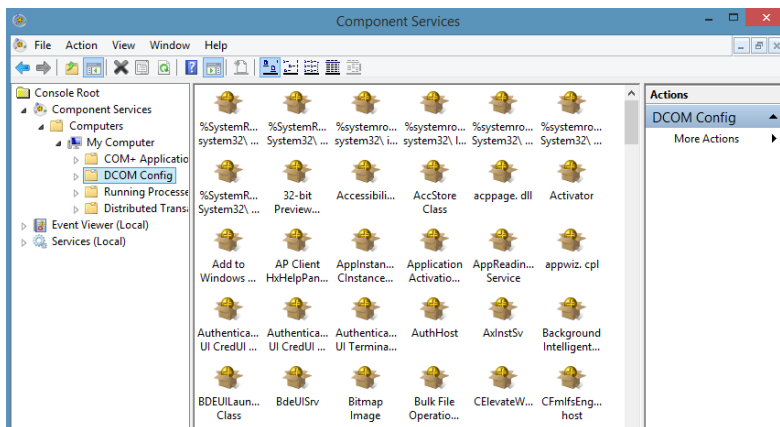 Component Services
File Action View Window Help
Console Root
Component Services
Computers
My Computer
COM+ Applicatio
DCOM Config
Running Processe
Distributed Trans
Event Viewer (Local)
Services (Local)
%SystemR... %SystemR... %systemro... %systemro... %systemro... %systemro...
system32\ ... System32\ ... system32\ i... system32\ l... System32\ ... System32\ ...
%SystemR... 32-bit Accessibili... AccStore acppage. dll Activator
System32\ ... Preview... Class
Add to AP Client AppInstan... Application AppReadin... appwiz. cpl
Windows ... HxHelpPan... CInstance... Activatio... Service
Authentica... Authentica... Authentica... AuthHost AxInstSv Background
UI CredUI ... UI CredUI ... UI Termina... Intelligent...
BDEUILaun... BdeUISrv Bitmap Bulk File CElevateW... CFmIfsEng...
Class Image Operatio... host
Actions
DCOM Config
More Actions